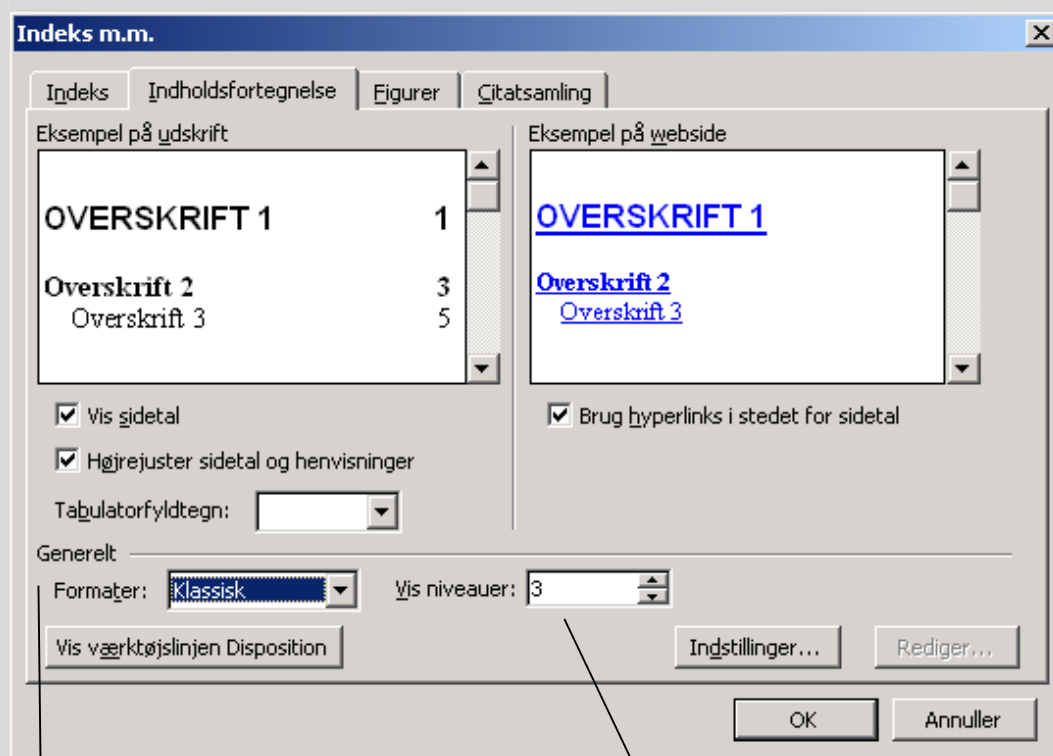 Indeks m.m.
Indeks Indholdsfortegnelse Figurer Citatsamling
Eksempel på udskrift
OVERSKRIFT 1 1
Overskrift 2 3
Overskrift 3 5
Eksempel på webside
OVERSKRIFT 1
Overskrift 2
Overskrift 3
Vis sidetal
Højrejuster sidetal og henvisninger
Tabulatorfyldtegn:
Brug hyperlinks i stedet for sidetal
Generelt
Formater: Klassisk Vis niveauer: 3
Vis værktøjslinjen Disposition Indstillinger... Rediger...
OK Annuller